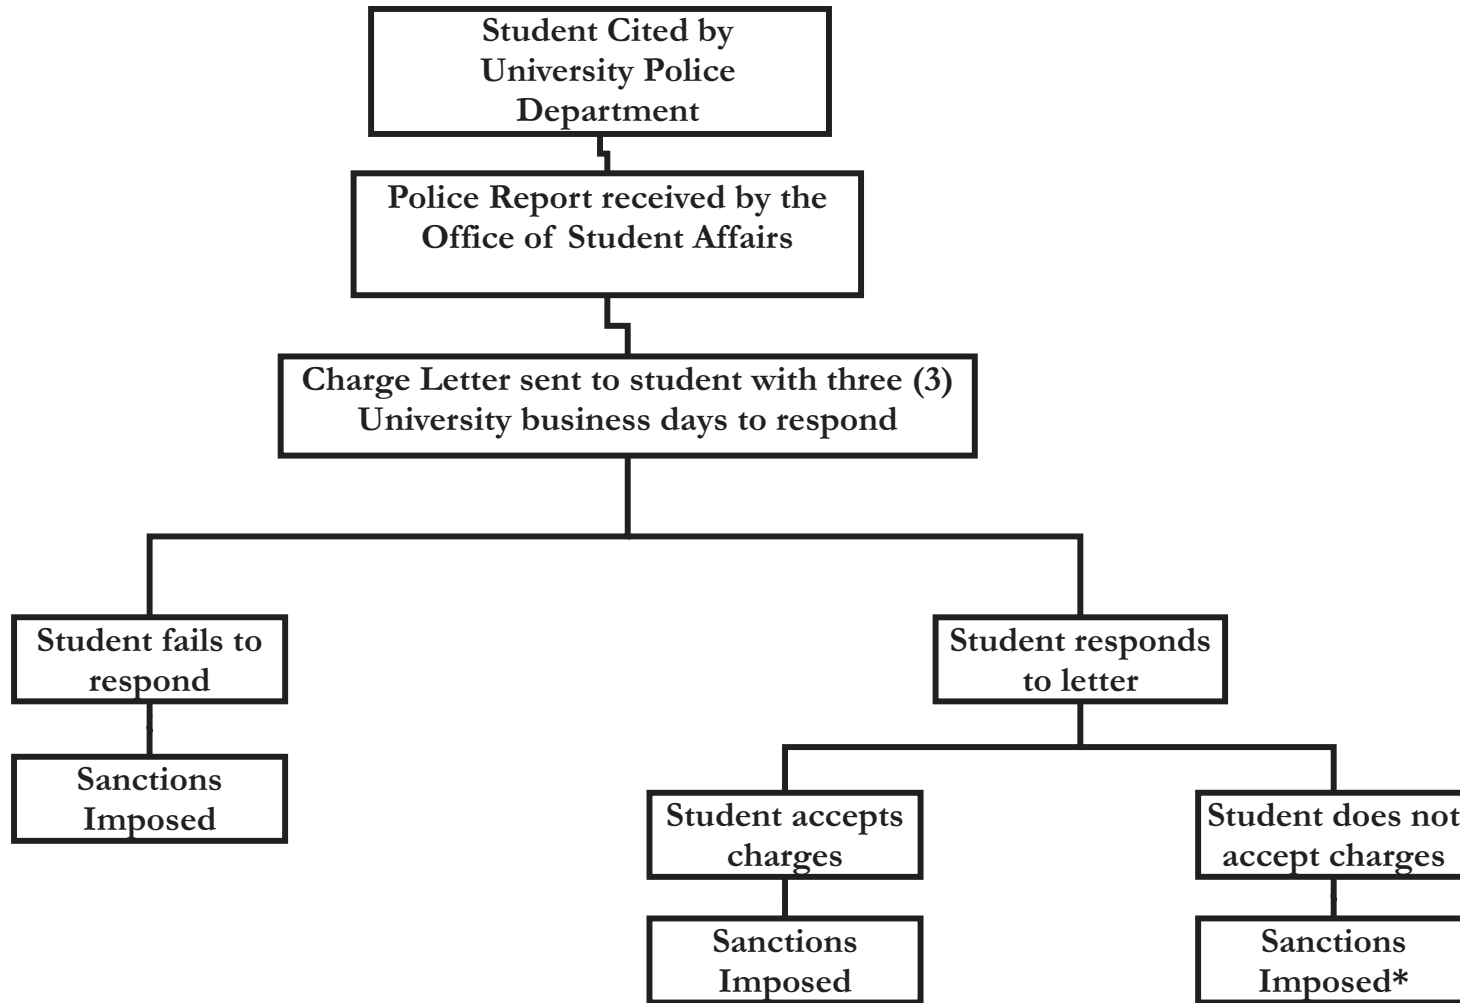 Student Cited by
University Police
Department
Police Report received by the
Office of Student Affairs
Charge Letter sent to student with three (3)
University business days to respond
Student fails to
respond
Student responds
to letter
Sanctions
Imposed
Student accepts
charges
Student does not
accept charges
Sanctions
Imposed
Sanctions
Imposed*